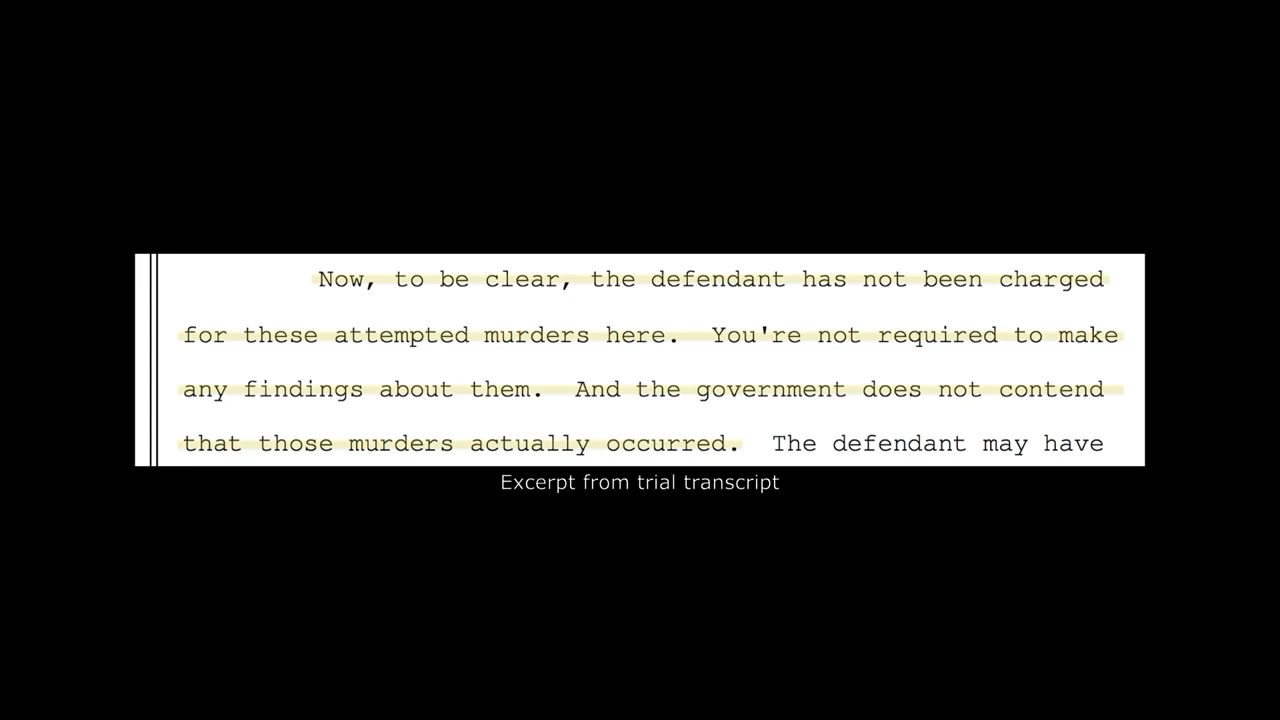 Now, to be clear, the defendant has not been charged
for these attempted murders here.  You're not required to make
any findings about them.  And the government does not contend
that those murders actually occurred.  The defendant may have
Excerpt from trial transcript